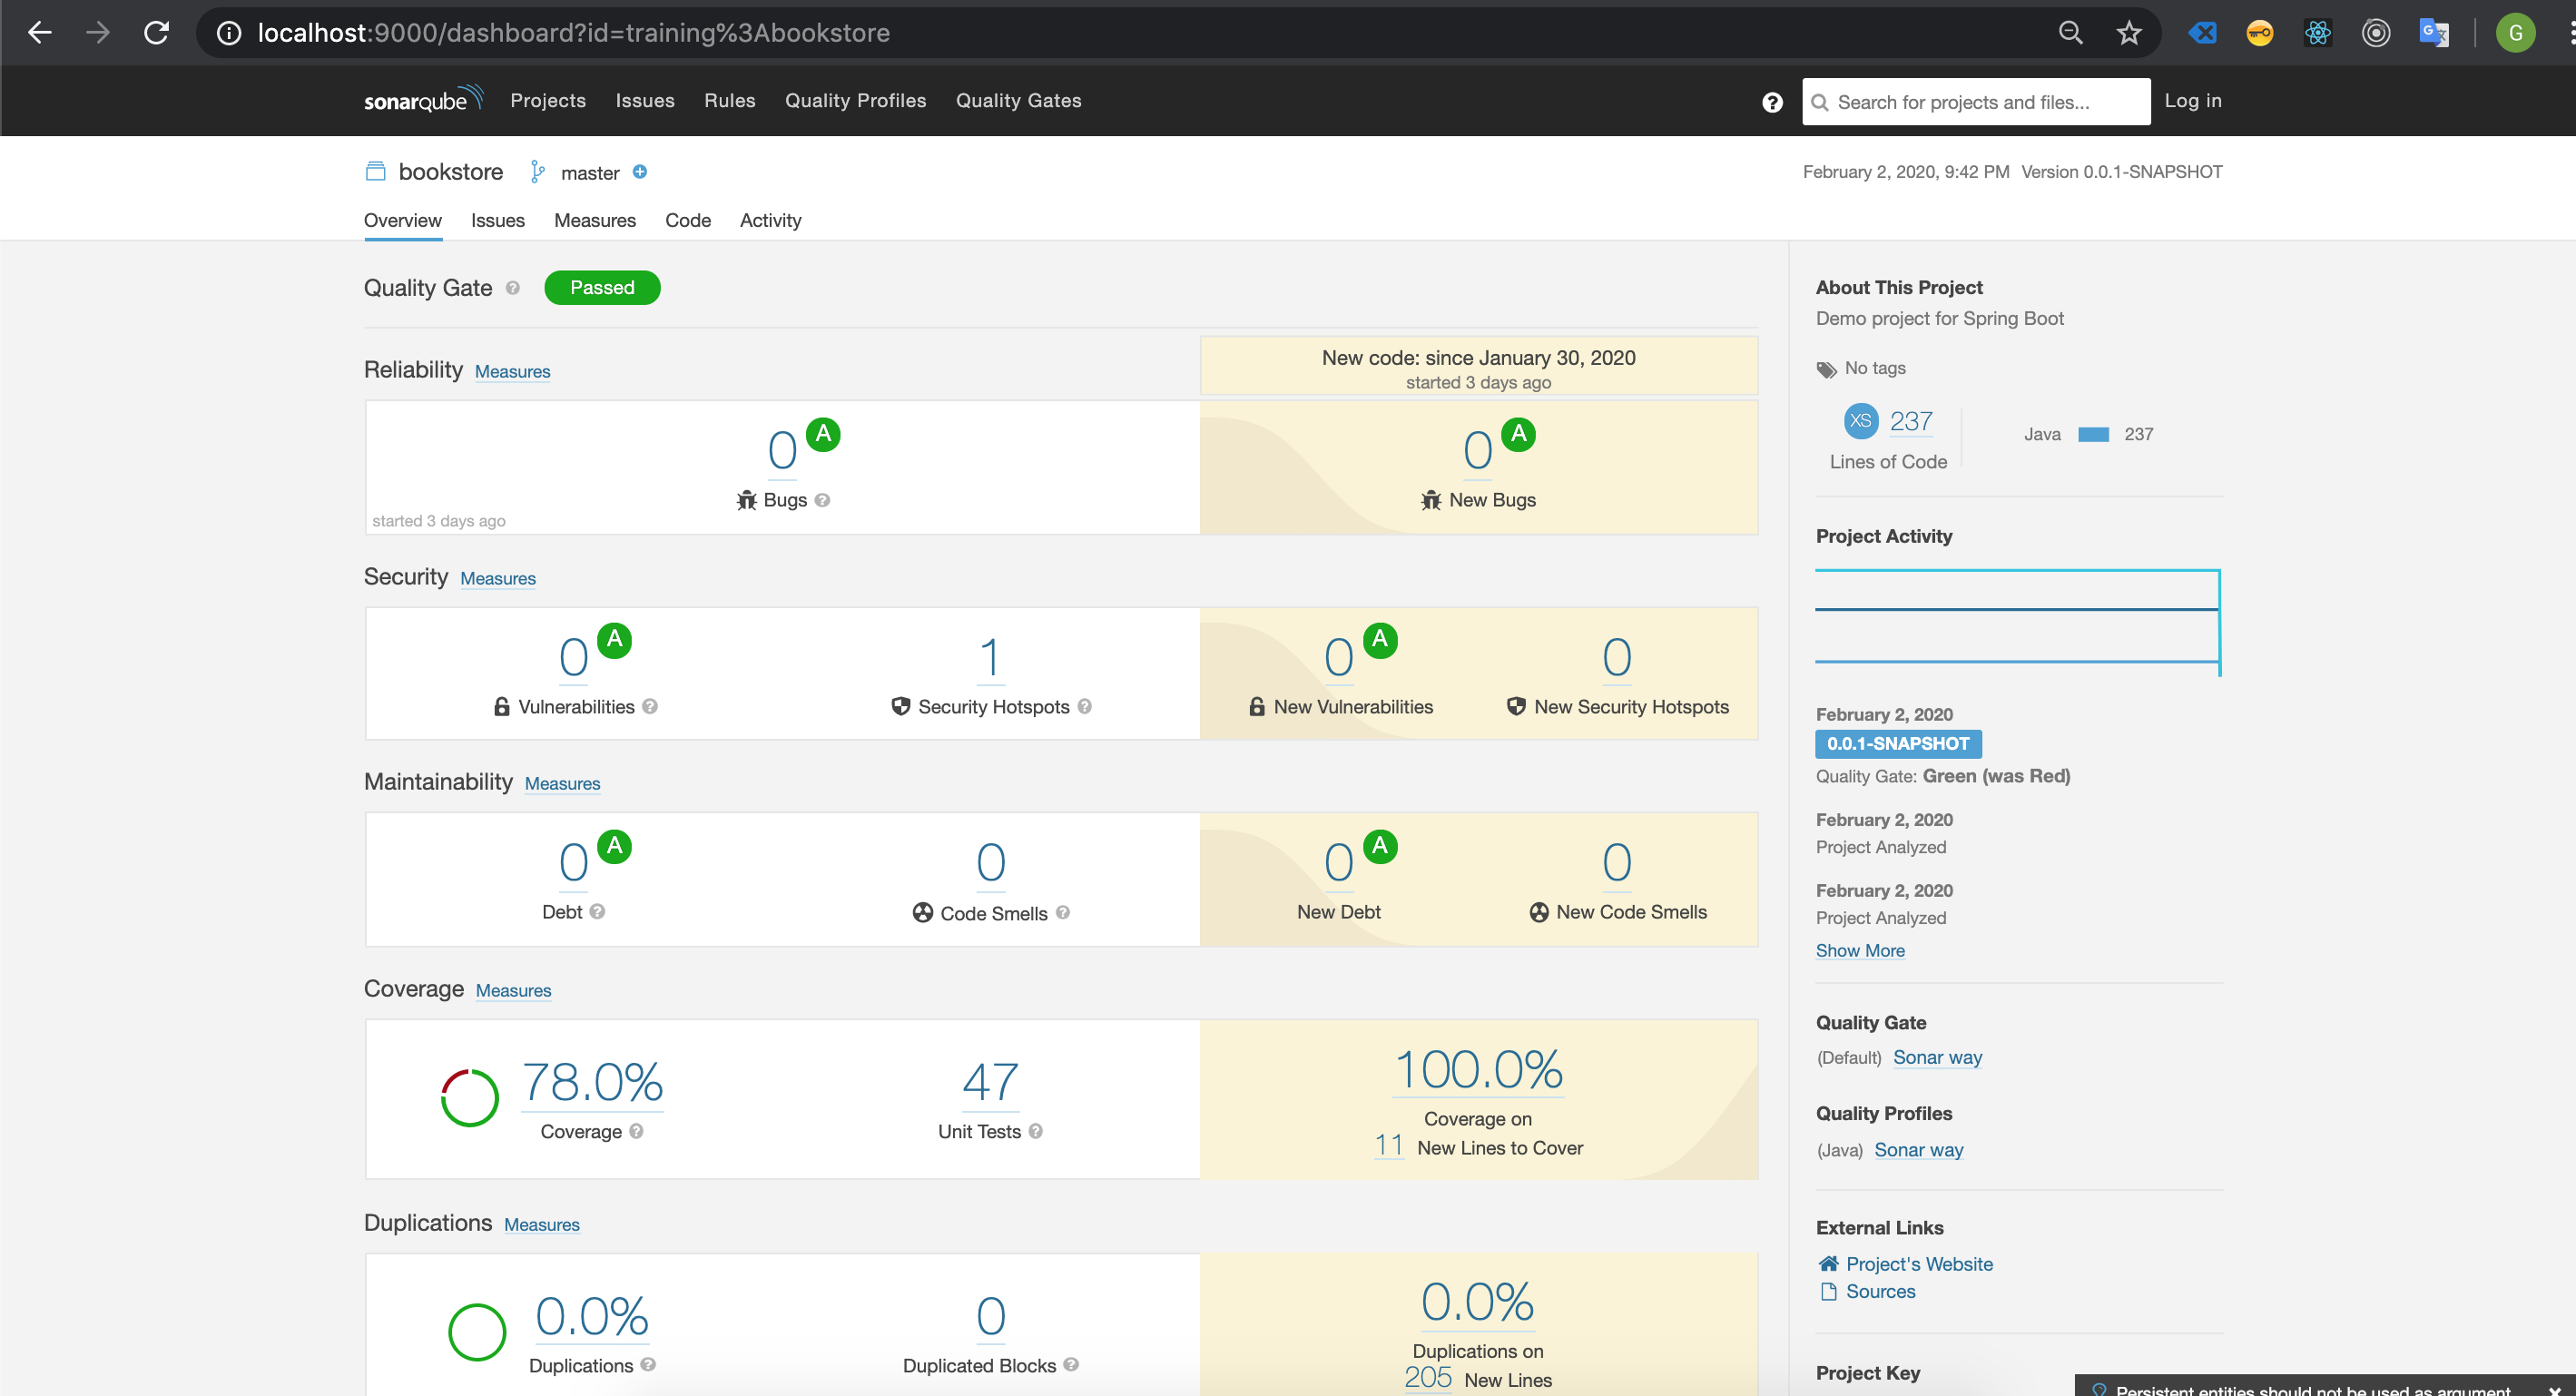 localhost:9000/dashboard?id=training%3Abookstore
G
sonarqube Projects Issues Rules Quality Profiles Quality Gates
Search for projects and files... Log in
bookstore master
February 2, 2020, 9:42 PM Version 0.0.1-SNAPSHOT
Overview Issues Measures Code Activity
Quality Gate Passed
New code: since January 30, 2020
started 3 days ago
Reliability Measures
0 A
Bugs
started 3 days ago
0 A
New Bugs
Security Measures
0 A
Vulnerabilities
1
Security Hotspots
0 A
New Vulnerabilities
0
New Security Hotspots
Maintainability Measures
0 A
Debt
0
Code Smells
0 A
New Debt
0
New Code Smells
Coverage Measures
78.0%
Coverage
47
Unit Tests
100.0%
Coverage on
11 New Lines to Cover
Duplications Measures
0.0%
Duplications
0
Duplicated Blocks
0.0%
Duplications on
205 New Lines
About This Project
Demo project for Spring Boot
No tags
XS 237
Lines of Code
Java 237
Project Activity
February 2, 2020
0.0.1-SNAPSHOT
Quality Gate: Green (was Red)
February 2, 2020
Project Analyzed
February 2, 2020
Project Analyzed
Show More
Quality Gate
(Default) Sonar way
Quality Profiles
(Java) Sonar way
External Links
Project's Website
Sources
Project Key
Persistent entities should not be used as argument